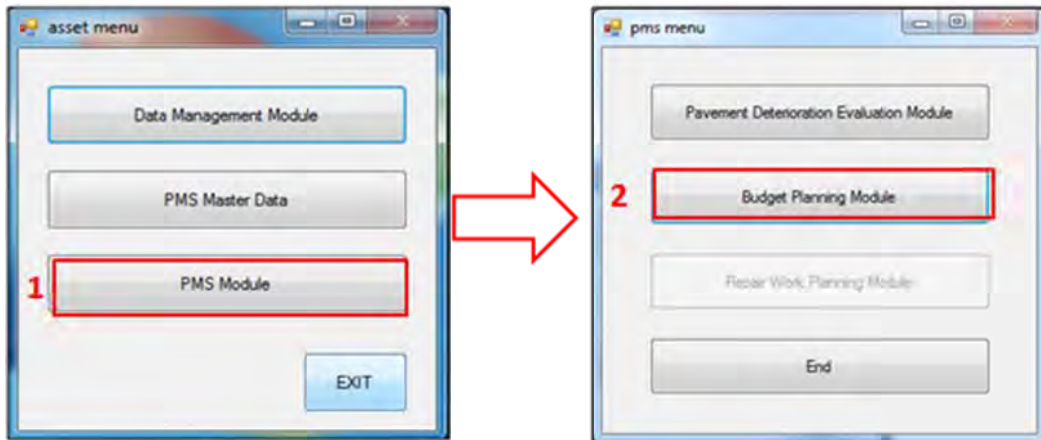 asset menu
Data Management Module
PMS Master Data
1
PMS Module
EXIT
pms menu
Pavement Deterioration Evaluation Module
2
Budget Planning Module
Repair Work Planning Module
End